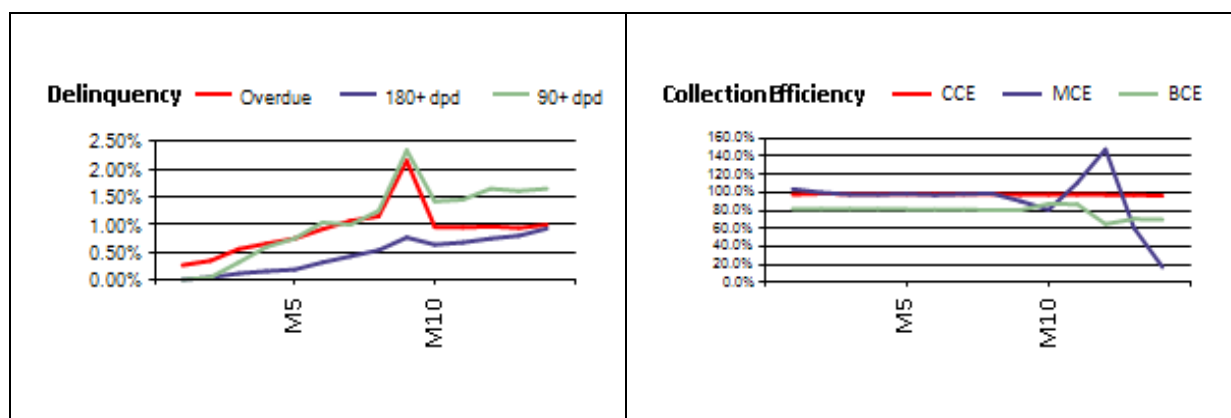 Delinquency Overdue 180+ dpd 90+ dpd
2.50%
2.00%
1.50%
1.00%
0.50%
0.00%
M5
M10
Collection Efficiency CCE MCE BCE
160.0%
140.0%
120.0%
100.0%
80.0%
60.0%
40.0%
20.0%
0.0%
M5
M10